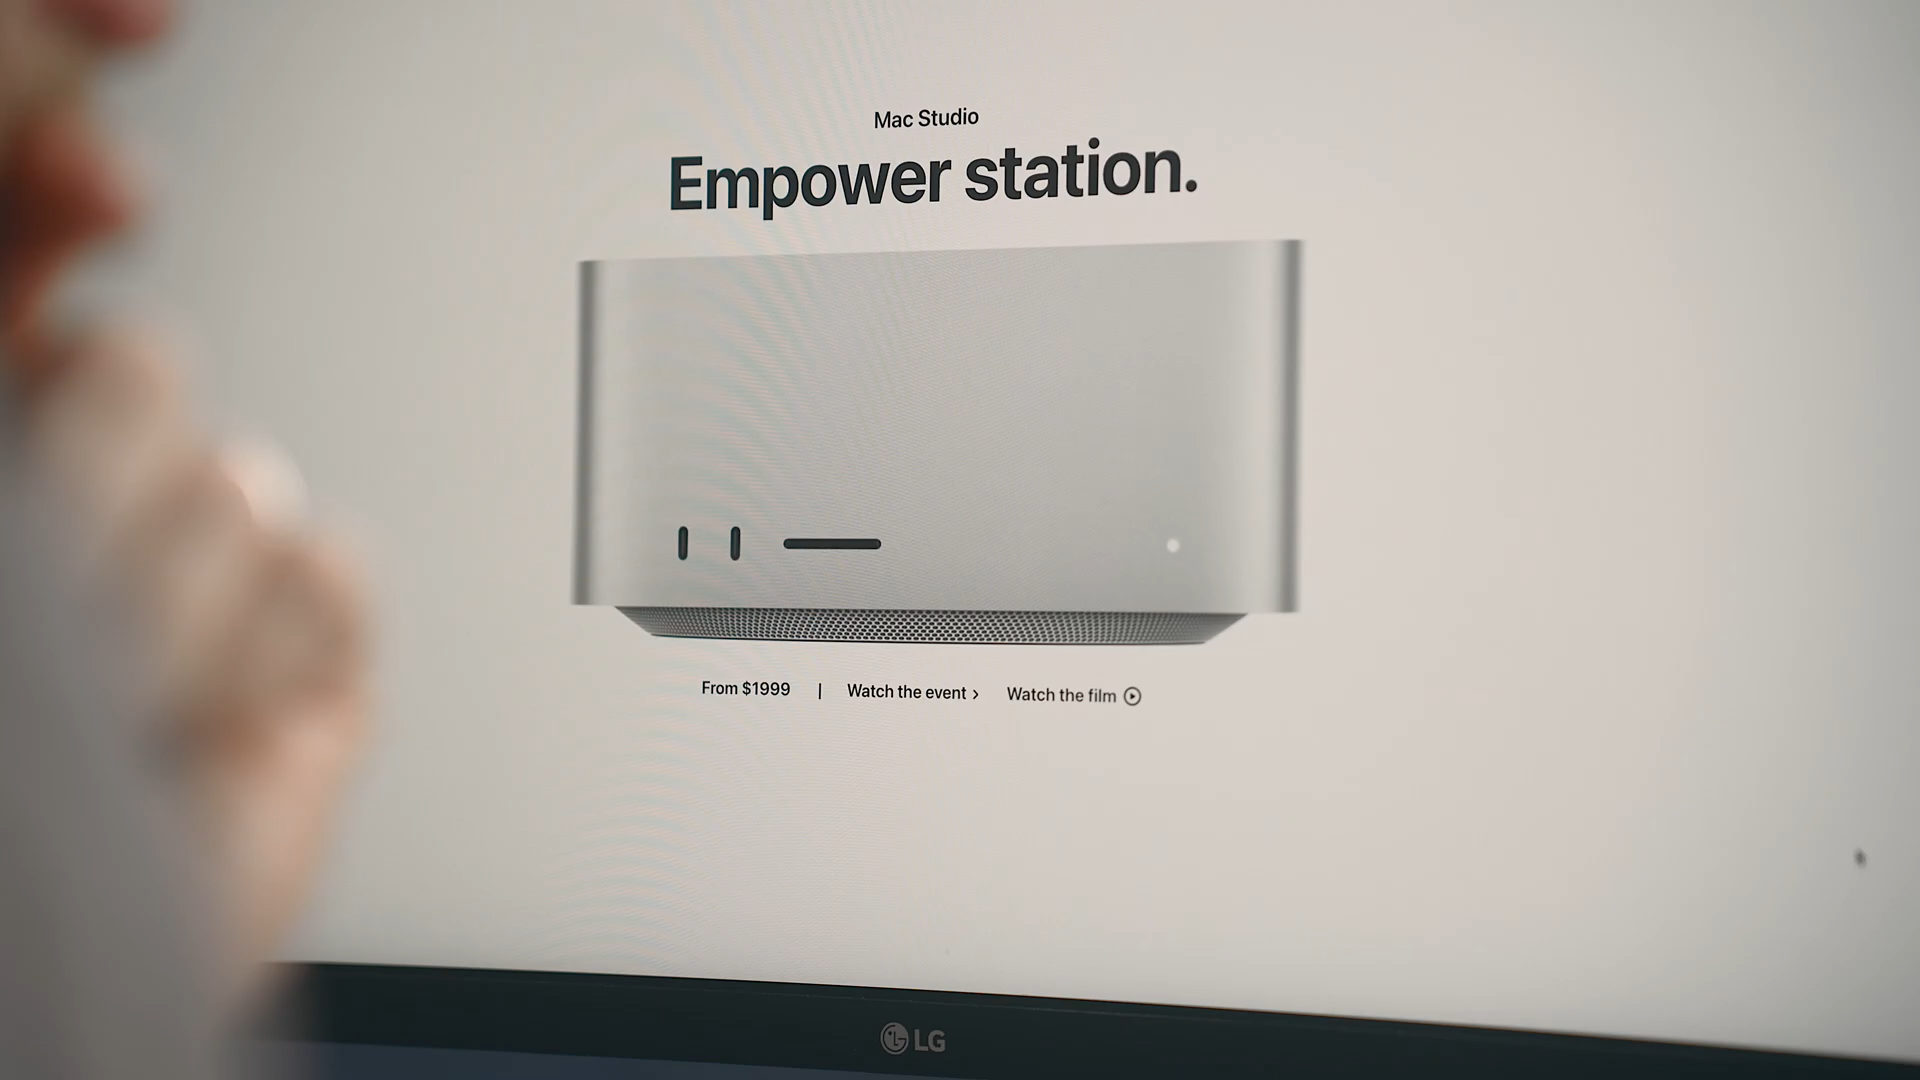 Mac Studio
Empower station.
From $1999 | Watch the event › Watch the film
LG